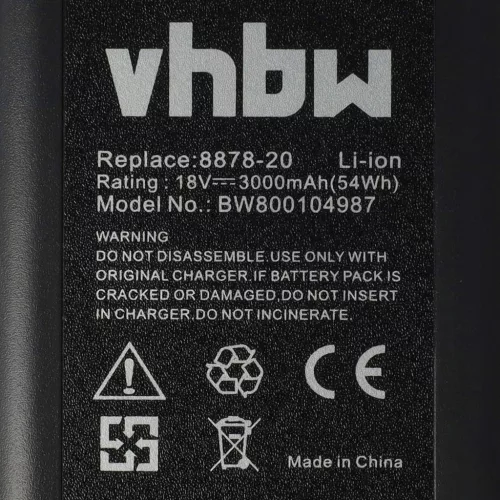 vhbw
Replace:8878-20 Li-ion
Rating : 18V⎓3000mAh(54Wh)
Model No.: BW800104987
WARNING
DO NOT DISASSEMBLE.USE ONLY WITH
ORIGINAL CHARGER.IF BATTERY PACK IS
CRACKED OR DAMAGED,DO NOT INSERT
IN CHARGER.DO NOT INCINERATE.
CE
Made in China